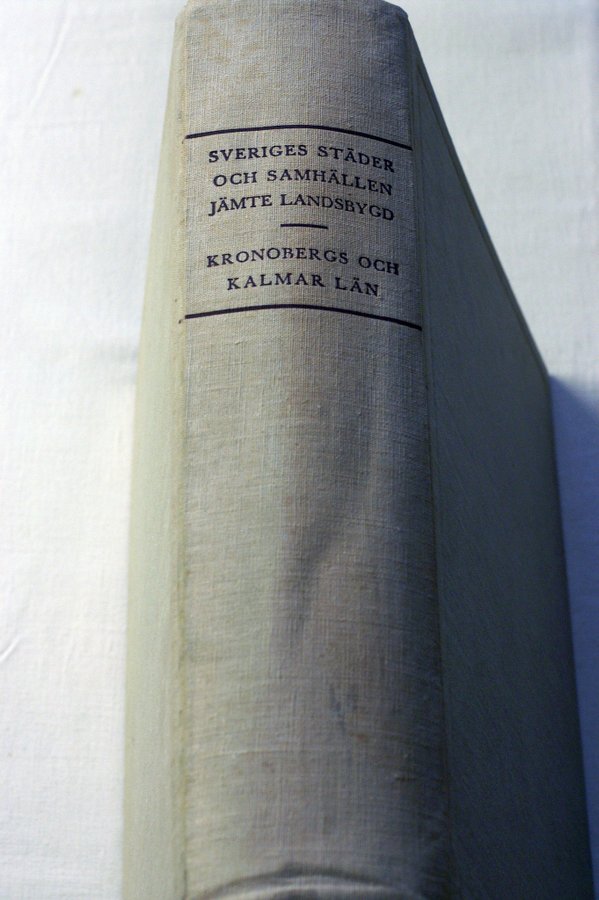 SVERIGES STÄDER
OCH SAMHÄLLEN
JÄMTE LANDSBYGD
KRONOBERGS OCH
KALMAR LÄN